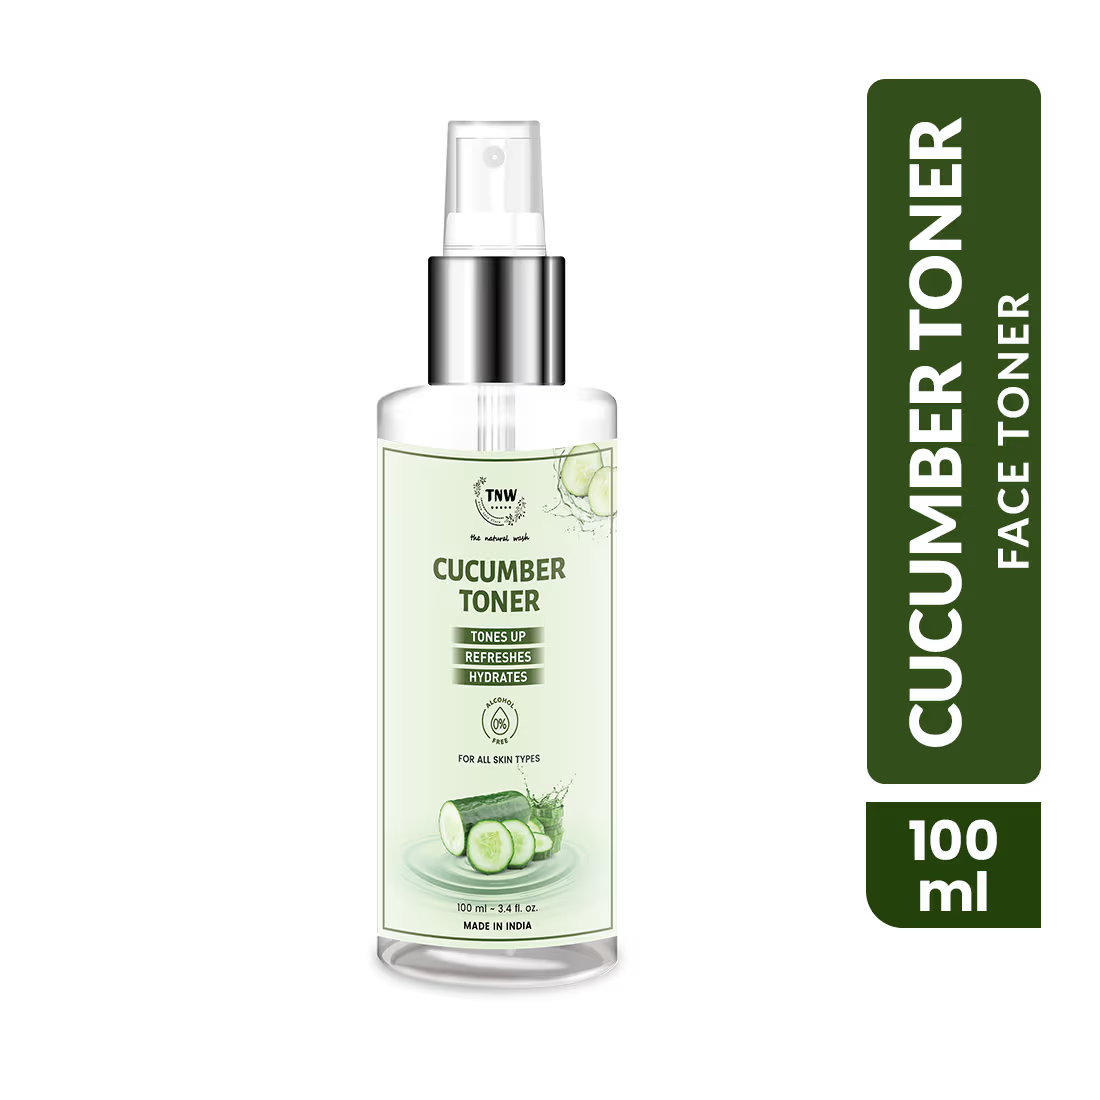 TNW
the natural wash
CUCUMBER
TONER
TONES UP
REFRESHES
HYDRATES
ALCOHOL
0%
FREE
FOR ALL SKIN TYPES
100 ml ~ 3.4 fl. oz.
MADE IN INDIA
CUCUMBER TONER
FACE TONER
100
ml